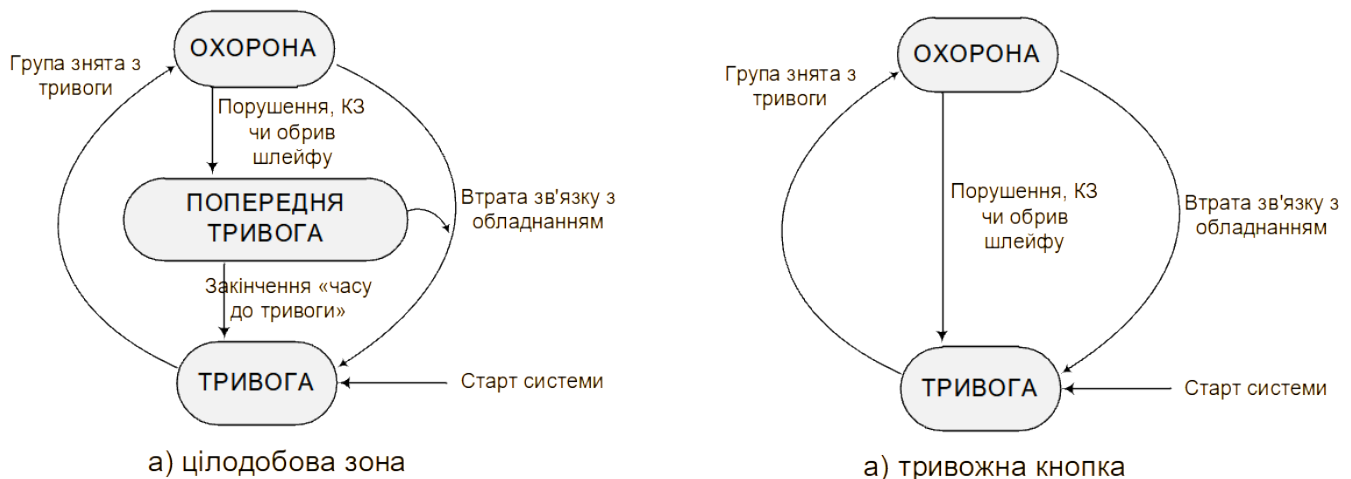 ОХОРОНА
Група знята з
тривоги
Порушення, КЗ
чи обрив
шлейфу
ПОПЕРЕДНЯ
ТРИВОГА
Втрата зв'язку з
обладнанням
Закінчення «часу
до тривоги»
ТРИВОГА
Старт системи
а) цілодобова зона
ОХОРОНА
Група знята з
тривоги
Порушення, КЗ
чи обрив
шлейфу
Втрата зв'язку з
обладнанням
ТРИВОГА
Старт системи
а) тривожна кнопка